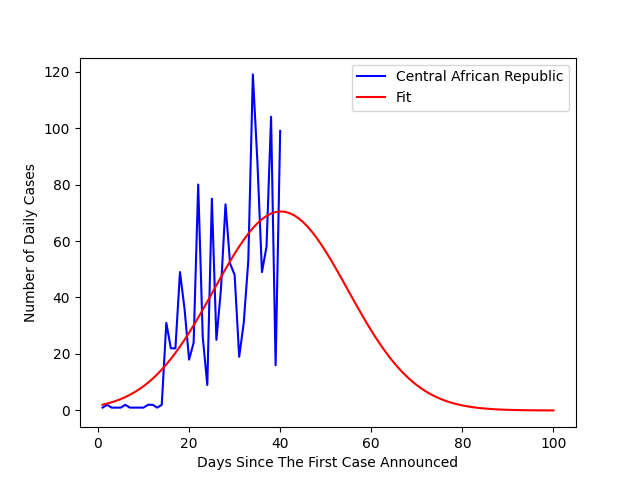 Central African Republic
Fit
Number of Daily Cases
120
100
80
60
40
20
0
0 20 40 60 80 100
Days Since The First Case Announced